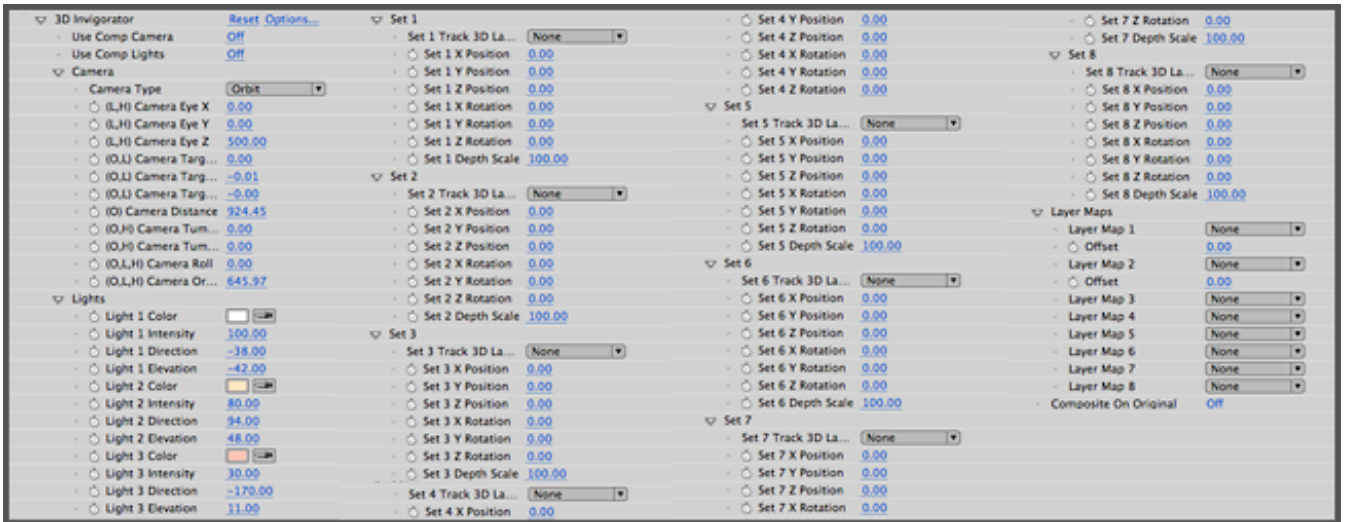 3D Invigorator Reset Options...
Use Comp Camera Off
Use Comp Lights Off
Camera
Camera Type Orbit
(L,H) Camera Eye X 0.00
(L,H) Camera Eye Y 0.00
(L,H) Camera Eye Z 500.00
(O,L) Camera Targ... 0.00
(O,L) Camera Targ... -0.01
(O,L) Camera Targ... -0.00
(O) Camera Distance 924.45
(O,H) Camera Tum... 0.00
(O,H) Camera Tum... 0.00
(O,L,H) Camera Roll 0.00
(O,L,H) Camera Or... 645.97
Lights
Light 1 Color
Light 1 Intensity 100.00
Light 1 Direction -38.00
Light 1 Elevation -42.00
Light 2 Color
Light 2 Intensity 80.00
Light 2 Direction 94.00
Light 2 Elevation 48.00
Light 3 Color
Light 3 Intensity 30.00
Light 3 Direction -170.00
Light 3 Elevation 11.00
Set 1
Set 1 Track 3D La... None
Set 1 X Position 0.00
Set 1 Y Position 0.00
Set 1 Z Position 0.00
Set 1 X Rotation 0.00
Set 1 Y Rotation 0.00
Set 1 Z Rotation 0.00
Set 1 Depth Scale 100.00
Set 2
Set 2 Track 3D La... None
Set 2 X Position 0.00
Set 2 Y Position 0.00
Set 2 Z Position 0.00
Set 2 X Rotation 0.00
Set 2 Y Rotation 0.00
Set 2 Z Rotation 0.00
Set 2 Depth Scale 100.00
Set 3
Set 3 Track 3D La... None
Set 3 X Position 0.00
Set 3 Y Position 0.00
Set 3 Z Position 0.00
Set 3 X Rotation 0.00
Set 3 Y Rotation 0.00
Set 3 Z Rotation 0.00
Set 3 Depth Scale 100.00
Set 4 Track 3D La... None
Set 4 X Position 0.00
Set 4 Y Position 0.00
Set 4 Z Position 0.00
Set 4 X Rotation 0.00
Set 4 Y Rotation 0.00
Set 4 Z Rotation 0.00
Set 5
Set 5 Track 3D La... None
Set 5 X Position 0.00
Set 5 Y Position 0.00
Set 5 Z Position 0.00
Set 5 X Rotation 0.00
Set 5 Y Rotation 0.00
Set 5 Z Rotation 0.00
Set 5 Depth Scale 100.00
Set 6
Set 6 Track 3D La... None
Set 6 X Position 0.00
Set 6 Y Position 0.00
Set 6 Z Position 0.00
Set 6 X Rotation 0.00
Set 6 Y Rotation 0.00
Set 6 Z Rotation 0.00
Set 6 Depth Scale 100.00
Set 7
Set 7 Track 3D La... None
Set 7 X Position 0.00
Set 7 Y Position 0.00
Set 7 Z Position 0.00
Set 7 X Rotation 0.00
Set 7 Z Rotation 0.00
Set 7 Depth Scale 100.00
Set 8
Set 8 Track 3D La... None
Set 8 X Position 0.00
Set 8 Y Position 0.00
Set 8 Z Position 0.00
Set 8 X Rotation 0.00
Set 8 Y Rotation 0.00
Set 8 Z Rotation 0.00
Set 8 Depth Scale 100.00
Layer Maps
Layer Map 1 None
Offset 0.00
Layer Map 2 None
Offset 0.00
Layer Map 3 None
Layer Map 4 None
Layer Map 5 None
Layer Map 6 None
Layer Map 7 None
Layer Map 8 None
Composite On Original Off